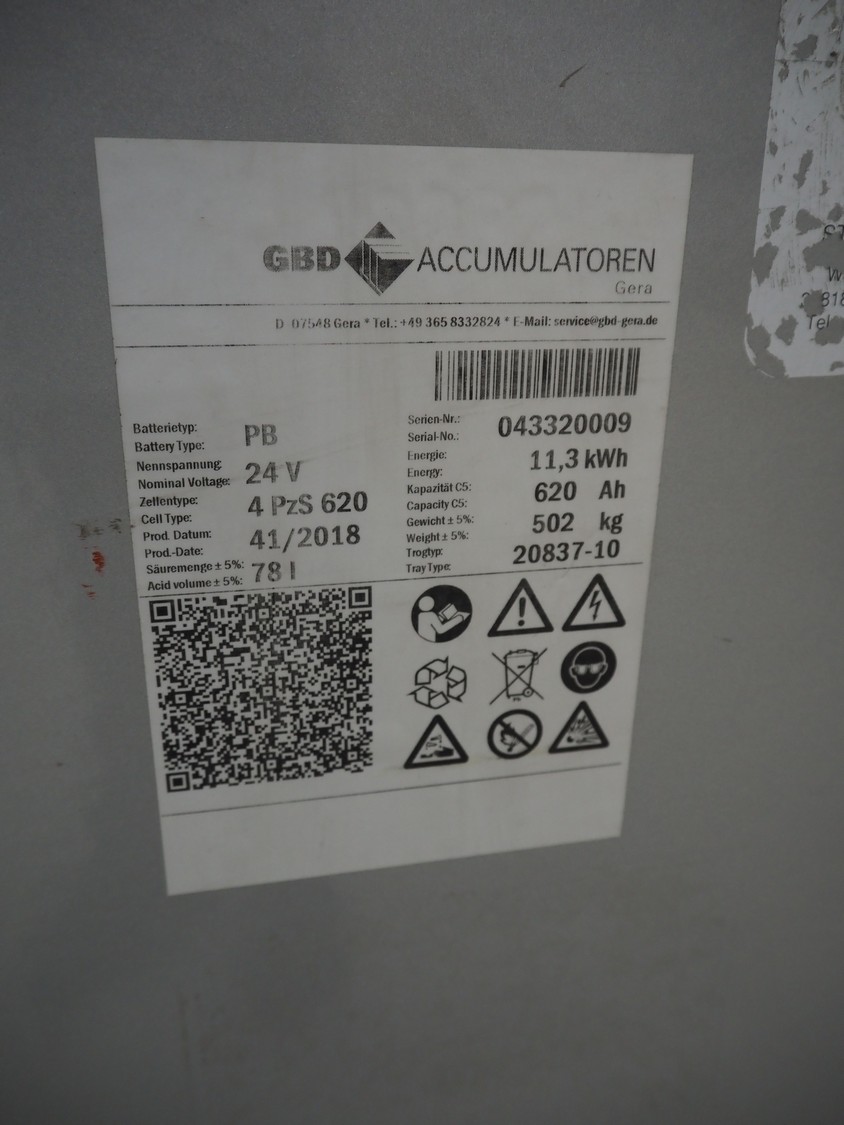 GBD ACCUMULATOREN
Gera
D 07548 Gera * Tel.: +49 365 8332824 * E-Mail: service@gbd-gera.de
Batterietyp:
Battery Type: PB
Nennspannung:
Nominal Voltage: 24 V
Zellentype:
Cell Type: 4 PzS 620
Prod. Datum:
Prod.-Date: 41/2018
Säuremenge ± 5%:
Acid volume ± 5%: 78 l
Serien-Nr.:
Serial-No.: 043320009
Energie:
Energy: 11,3 kWh
Kapazität C5:
Capacity C5: 620 Ah
Gewicht ± 5%:
Weight ± 5%: 502 kg
Trogtyp:
Tray Type: 20837-10
ST
Tel